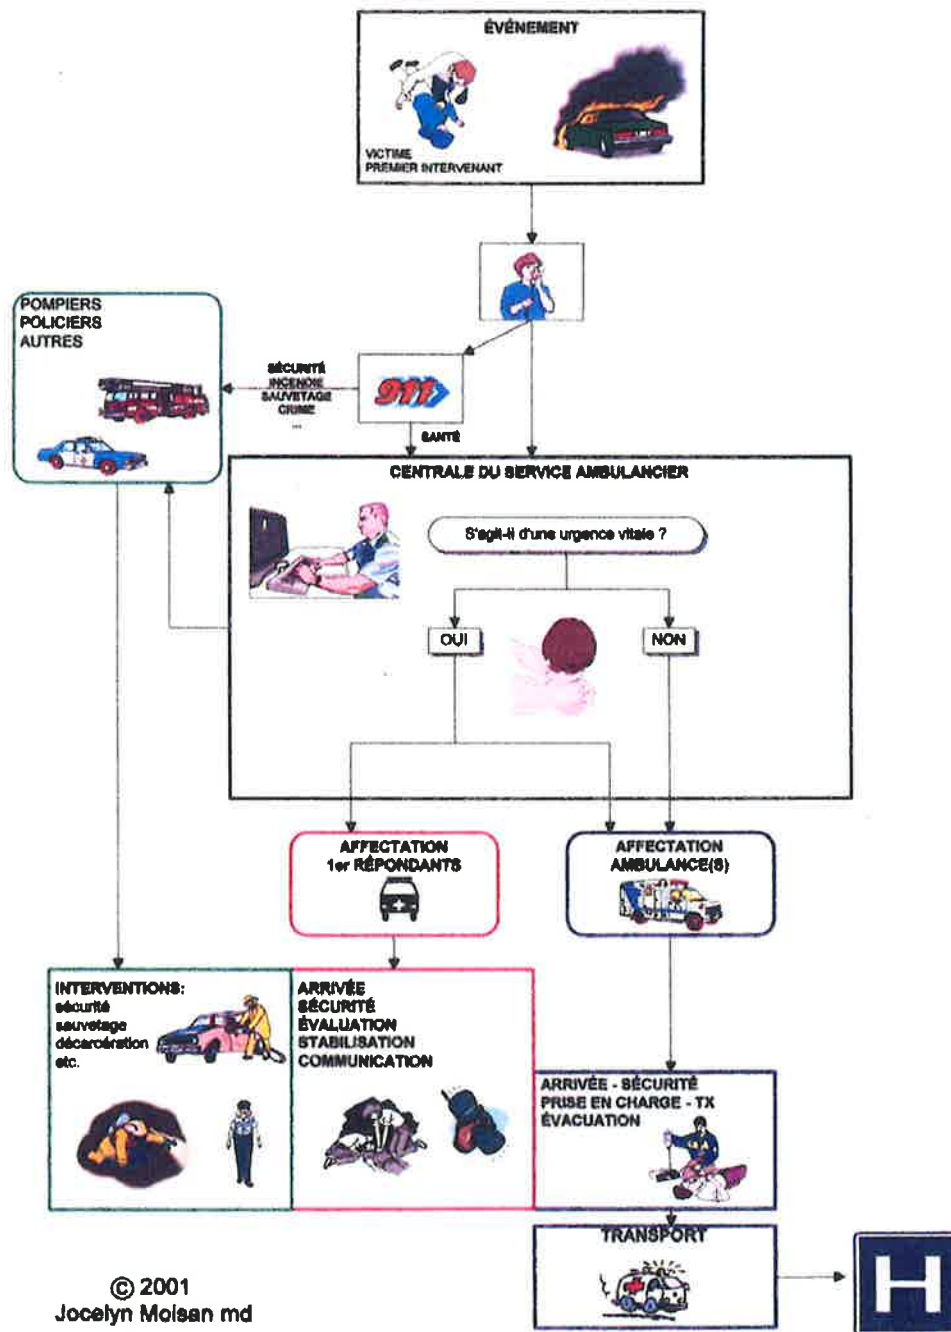 ÉVÉNEMENT
VICTIME
PREMIER INTERVENANT
POMPIERS
POLICIERS
AUTRES
SÉCURITÉ
INCENDIE
SAUVETAGE
CRIME
...
911
SANTÉ
CENTRALE DU SERVICE AMBULANCIER
S'agit-il d'une urgence vitale ?
OUI
NON
AFFECTATION
1er RÉPONDANTS
AFFECTATION
AMBULANCE(S)
INTERVENTIONS:
sécurité
sauvetage
décarcération
etc.
ARRIVÉE
SÉCURITÉ
ÉVALUATION
STABILISATION
COMMUNICATION
ARRIVÉE - SÉCURITÉ
PRISE EN CHARGE - TX
ÉVACUATION
TRANSPORT
H
© 2001
Jocelyn Moisan md